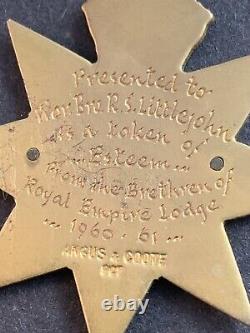 Presented to
Wor. Bro. R.S. Littlejohn
As a token of
... Esteem ...
From the Brethren of
Royal Empire Lodge
... 1960. 61 ...
ANGUS & COOTE